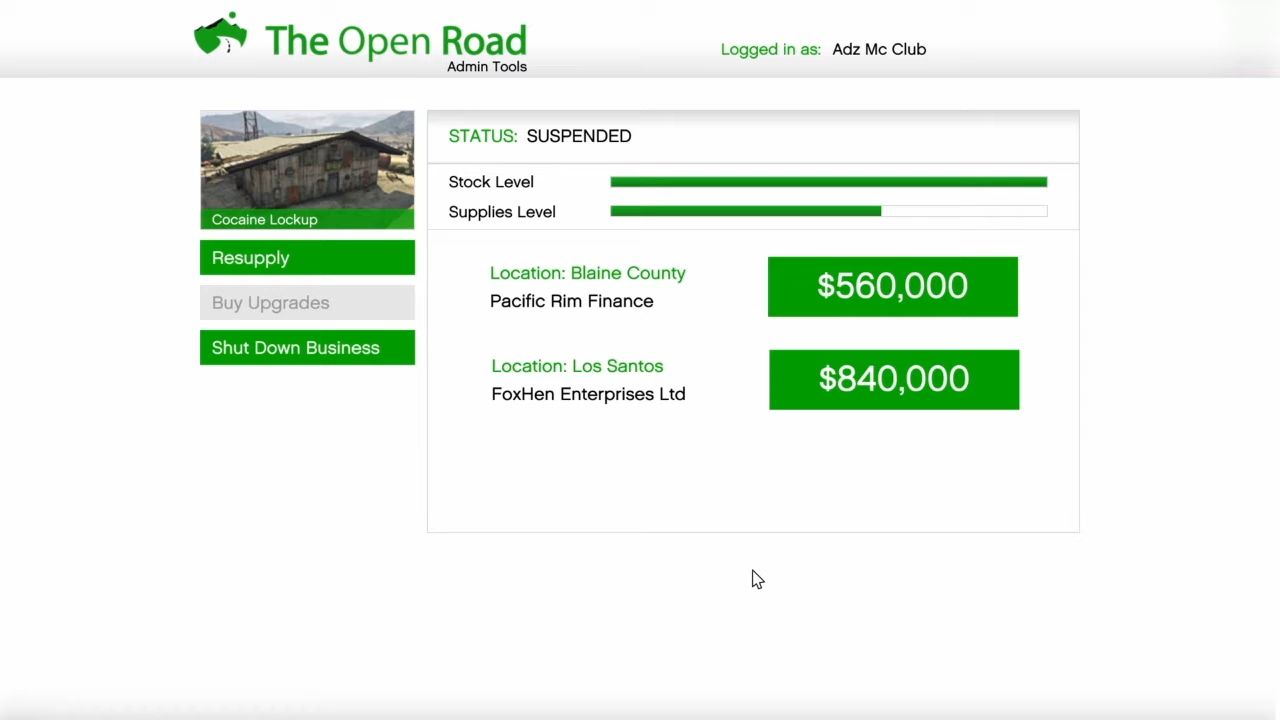 The Open Road
Admin Tools
Logged in as: Adz Mc Club
Cocaine Lockup
Resupply
Buy Upgrades
Shut Down Business
STATUS: SUSPENDED
Stock Level
Supplies Level
Location: Blaine County
Pacific Rim Finance
$560,000
Location: Los Santos
FoxHen Enterprises Ltd
$840,000